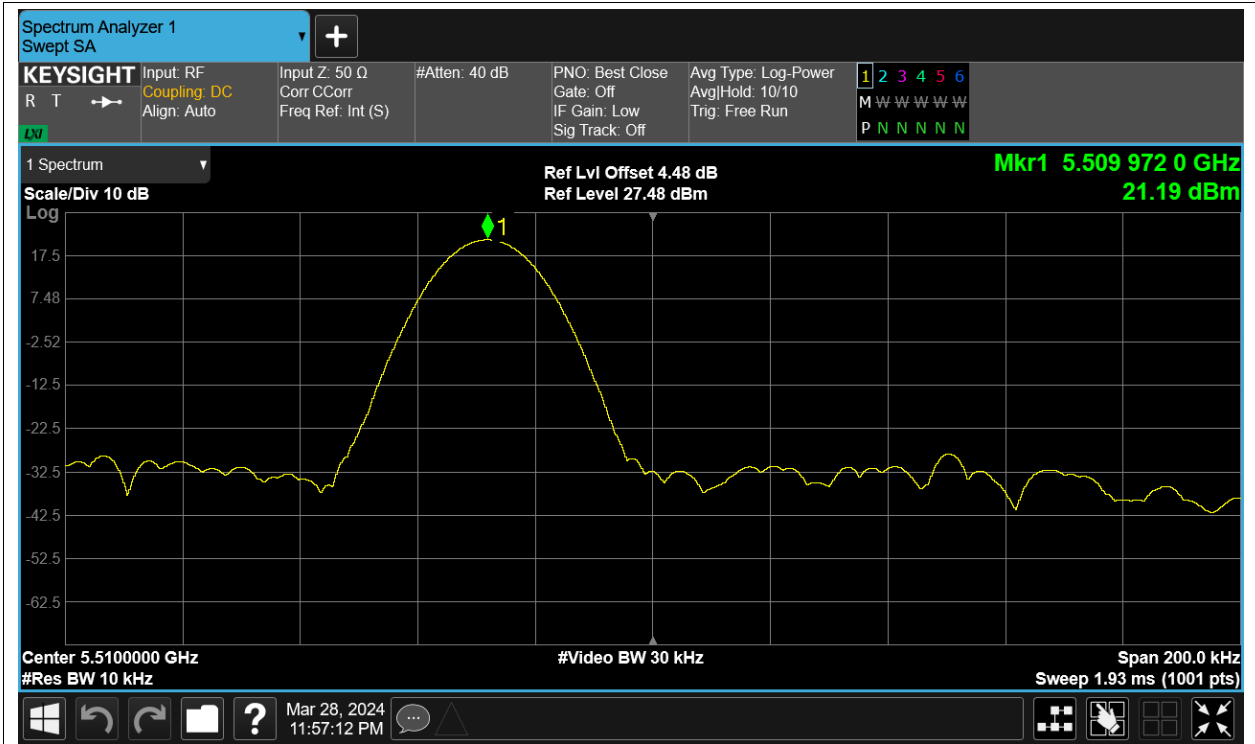 Spectrum Analyzer 1
Swept SA
KEYSIGHT
R T
LXI
Input: RF
Coupling: DC
Align: Auto
Input Z: 50 Ω
Corr CCorr
Freq Ref: Int (S)
#Atten: 40 dB
PNO: Best Close
Gate: Off
IF Gain: Low
Sig Track: Off
Avg Type: Log-Power
Avg|Hold: 10/10
Trig: Free Run
1 2 3 4 5 6
M W W W W W
P N N N N N
1 Spectrum
Scale/Div 10 dB
Log
Ref Lvl Offset 4.48 dB
Ref Level 27.48 dBm
Mkr1 5.509 972 0 GHz
21.19 dBm
1
17.5
7.48
-2.52
-12.5
-22.5
-32.5
-42.5
-52.5
-62.5
Center 5.5100000 GHz
#Res BW 10 kHz
#Video BW 30 kHz
Span 200.0 kHz
Sweep 1.93 ms (1001 pts)
?
Mar 28, 2024
11:57:12 PM